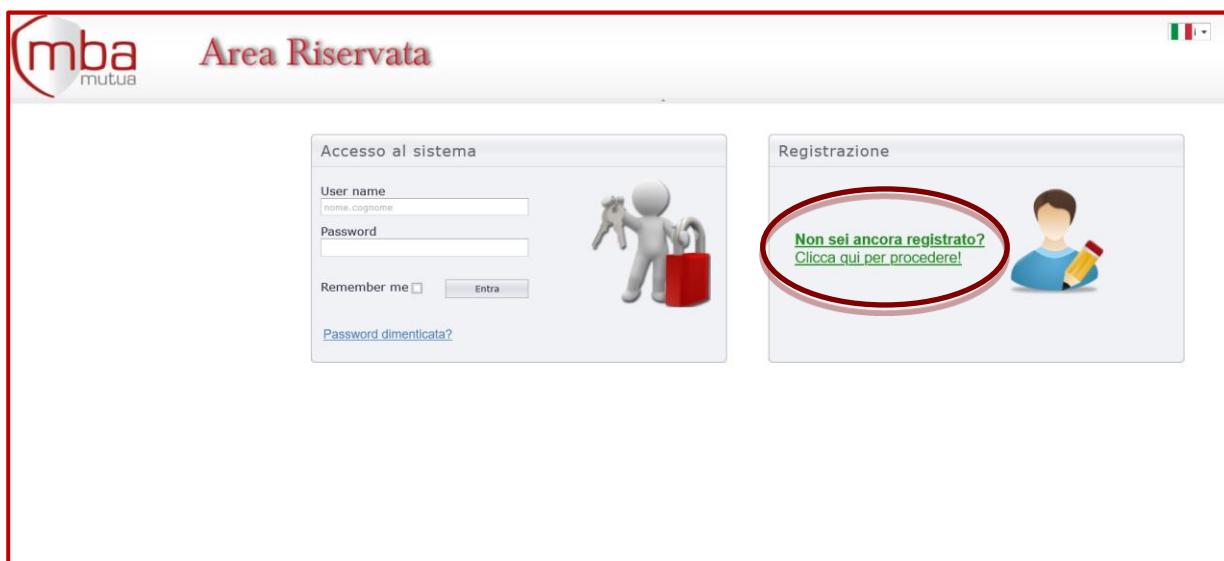 mba
mutua
Area Riservata
Accesso al sistema
User name
nome.cognome
Password
Remember me
Entra
Password dimenticata?
Registrazione
Non sei ancora registrato?
Clicca qui per procedere!